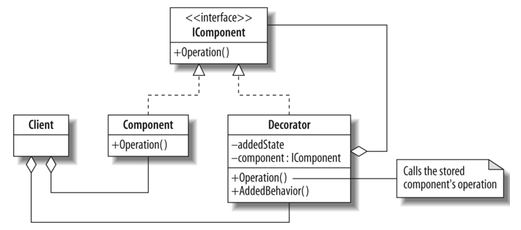 <<interface>>
IComponent
+Operation()
Client
Component
+Operation()
Decorator
−addedState
−component : IComponent
+Operation()
+AddedBehavior()
Calls the stored
component's operation